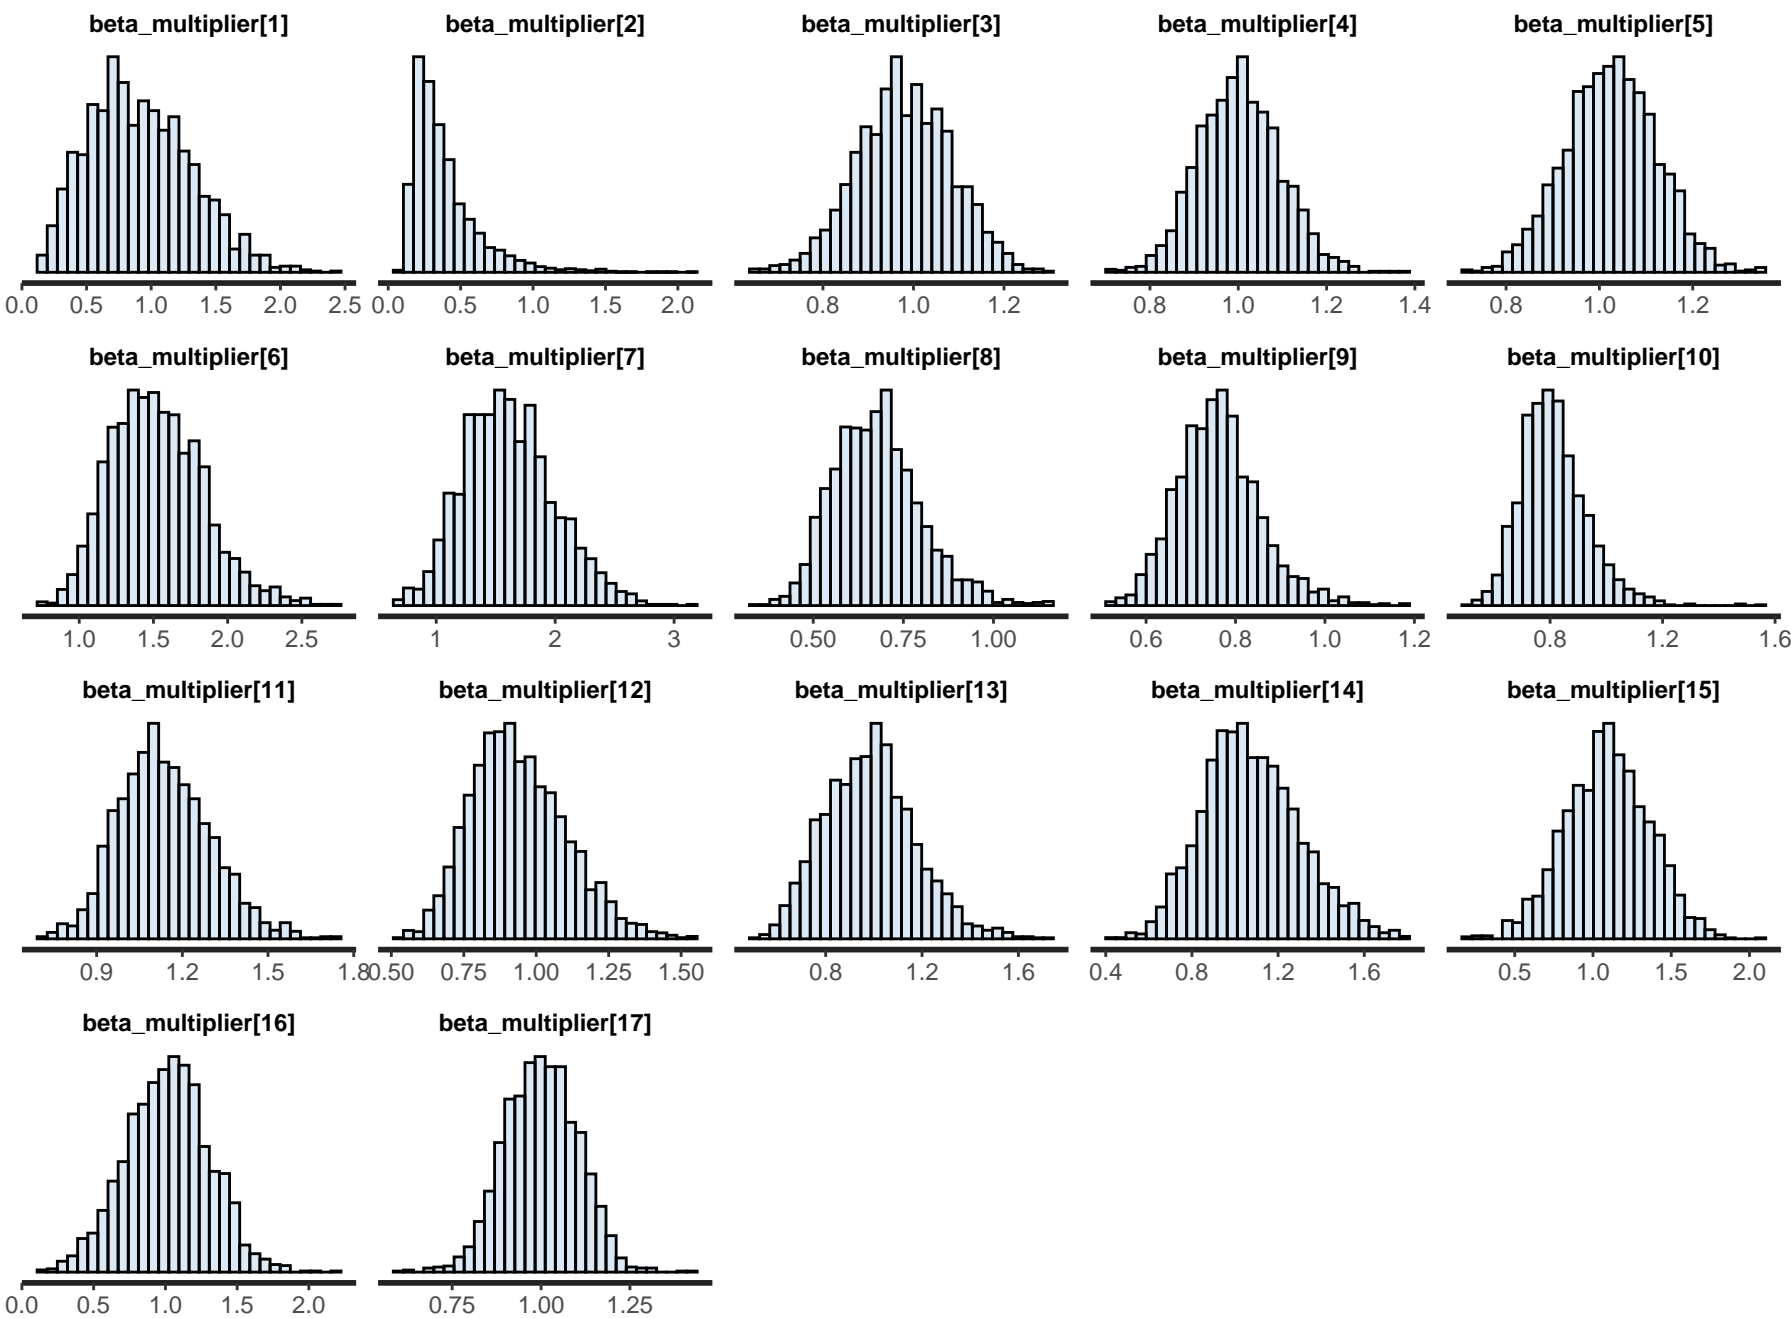 beta_multiplier[1] beta_multiplier[2] beta_multiplier[3] beta_multiplier[4] beta_multiplier[5]
0.0 0.5 1.0 1.5 2.0 2.5 0.0 0.5 1.0 1.5 2.0 0.8 1.0 1.2 0.8 1.0 1.2 1.4 0.8 1.0 1.2
beta_multiplier[6] beta_multiplier[7] beta_multiplier[8] beta_multiplier[9] beta_multiplier[10]
1.0 1.5 2.0 2.5 1 2 3 0.50 0.75 1.00 0.6 0.8 1.0 1.2 0.8 1.2 1.6
beta_multiplier[11] beta_multiplier[12] beta_multiplier[13] beta_multiplier[14] beta_multiplier[15]
0.9 1.2 1.5 1.8 0.50 0.75 1.00 1.25 1.50 0.8 1.2 1.6 0.4 0.8 1.2 1.6 0.5 1.0 1.5 2.0
beta_multiplier[16] beta_multiplier[17]
0.0 0.5 1.0 1.5 2.0 0.75 1.00 1.25